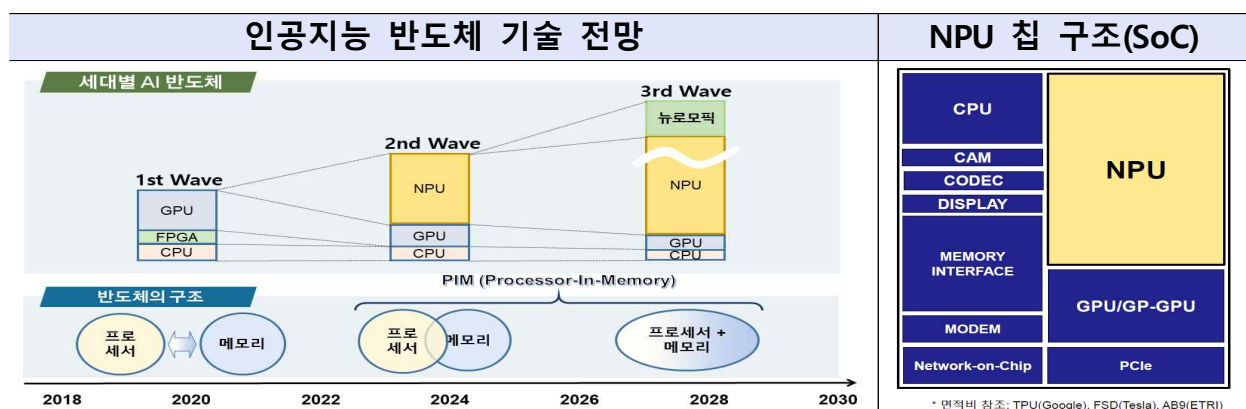 인공지능 반도체 기술 전망
NPU 칩 구조(SoC)
세대별 AI 반도체
1st Wave
GPU
FPGA
CPU
2nd Wave
NPU
GPU
CPU
3rd Wave
뉴로모픽
NPU
GPU
CPU
PIM (Processor-In-Memory)
반도체의 구조
프로
세서
메모리
프로
세서
메모리
프로세서 +
메모리
2018
2020
2022
2024
2026
2028
2030
CPU
CAM
CODEC
DISPLAY
MEMORY
INTERFACE
MODEM
Network-on-Chip
NPU
GPU/GP-GPU
PCIe
* 면적비 참조: TPU(Google), FSD(Tesla), AB9(ETRI)